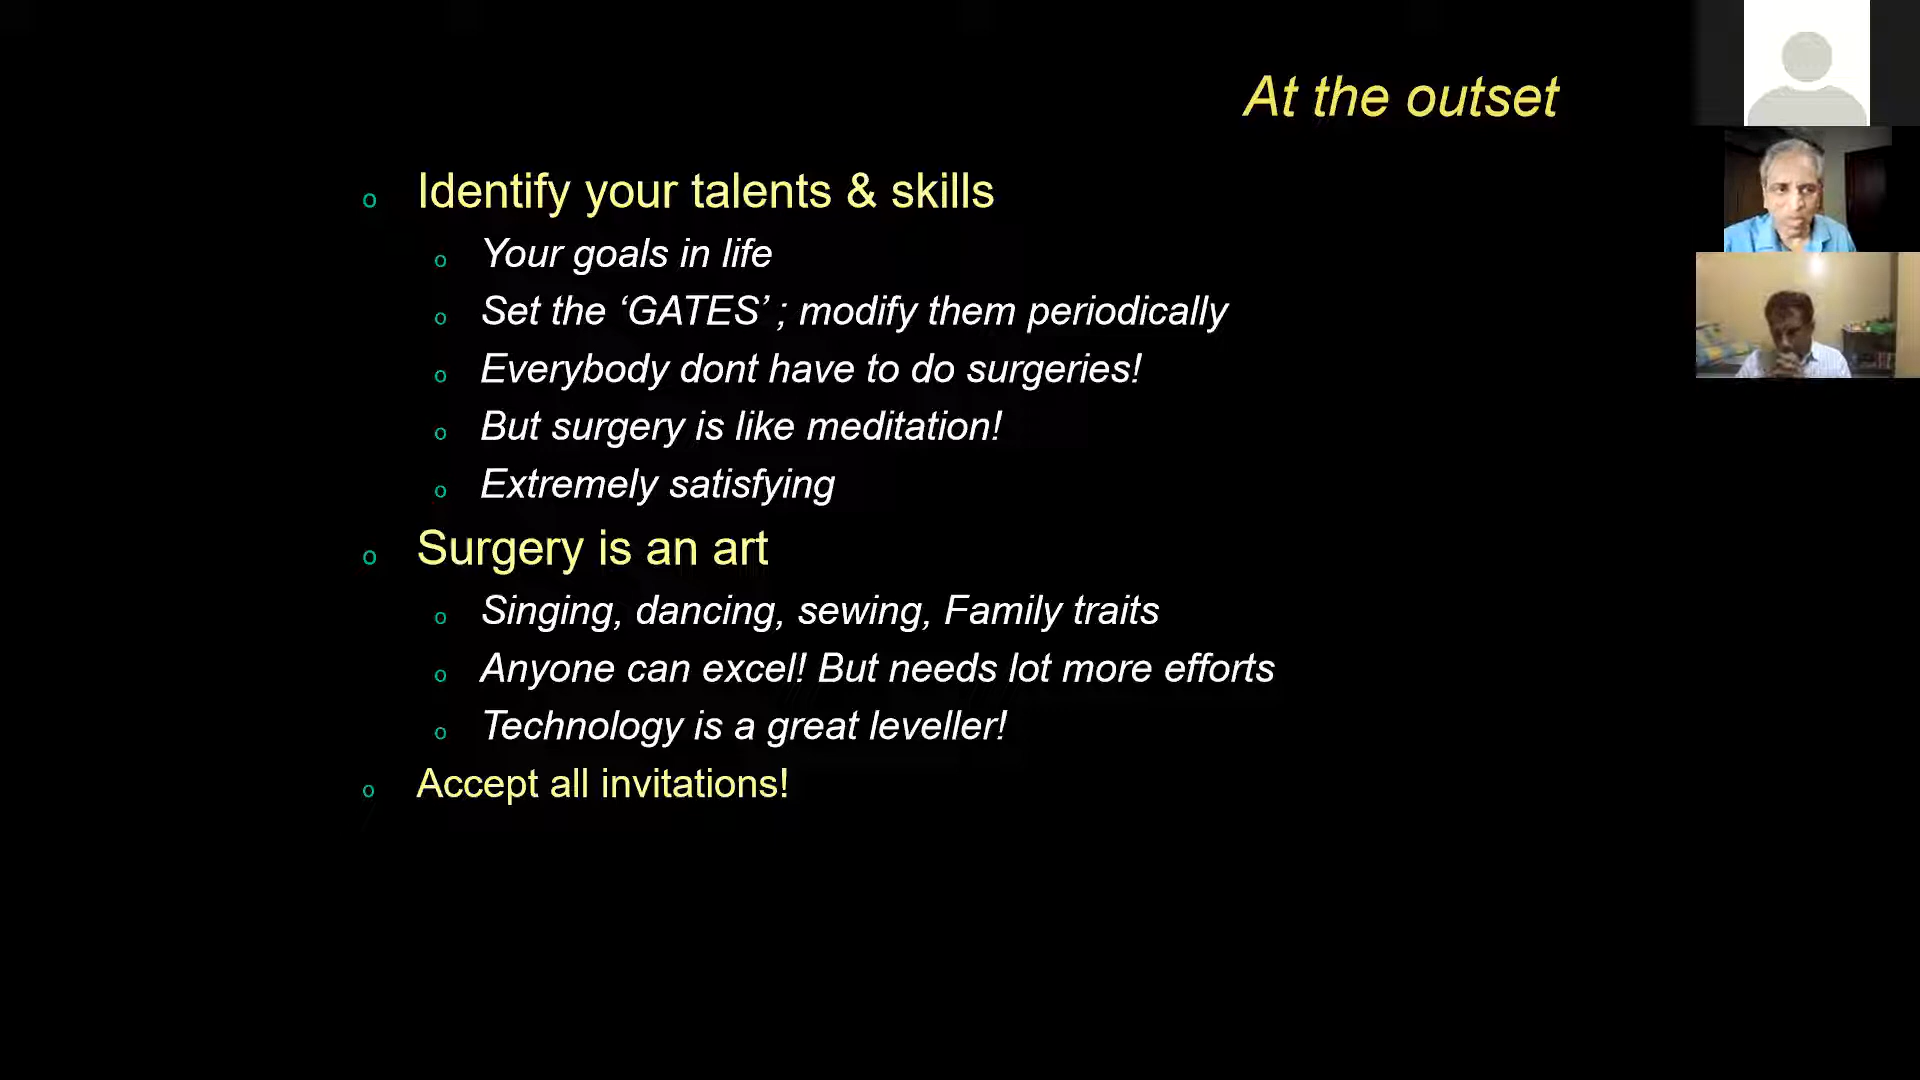 At the outset
o Identify your talents & skills
o Your goals in life
o Set the ‘GATES’ ; modify them periodically
o Everybody dont have to do surgeries!
o But surgery is like meditation!
o Extremely satisfying
o Surgery is an art
o Singing, dancing, sewing, Family traits
o Anyone can excel! But needs lot more efforts
o Technology is a great leveller!
o Accept all invitations!